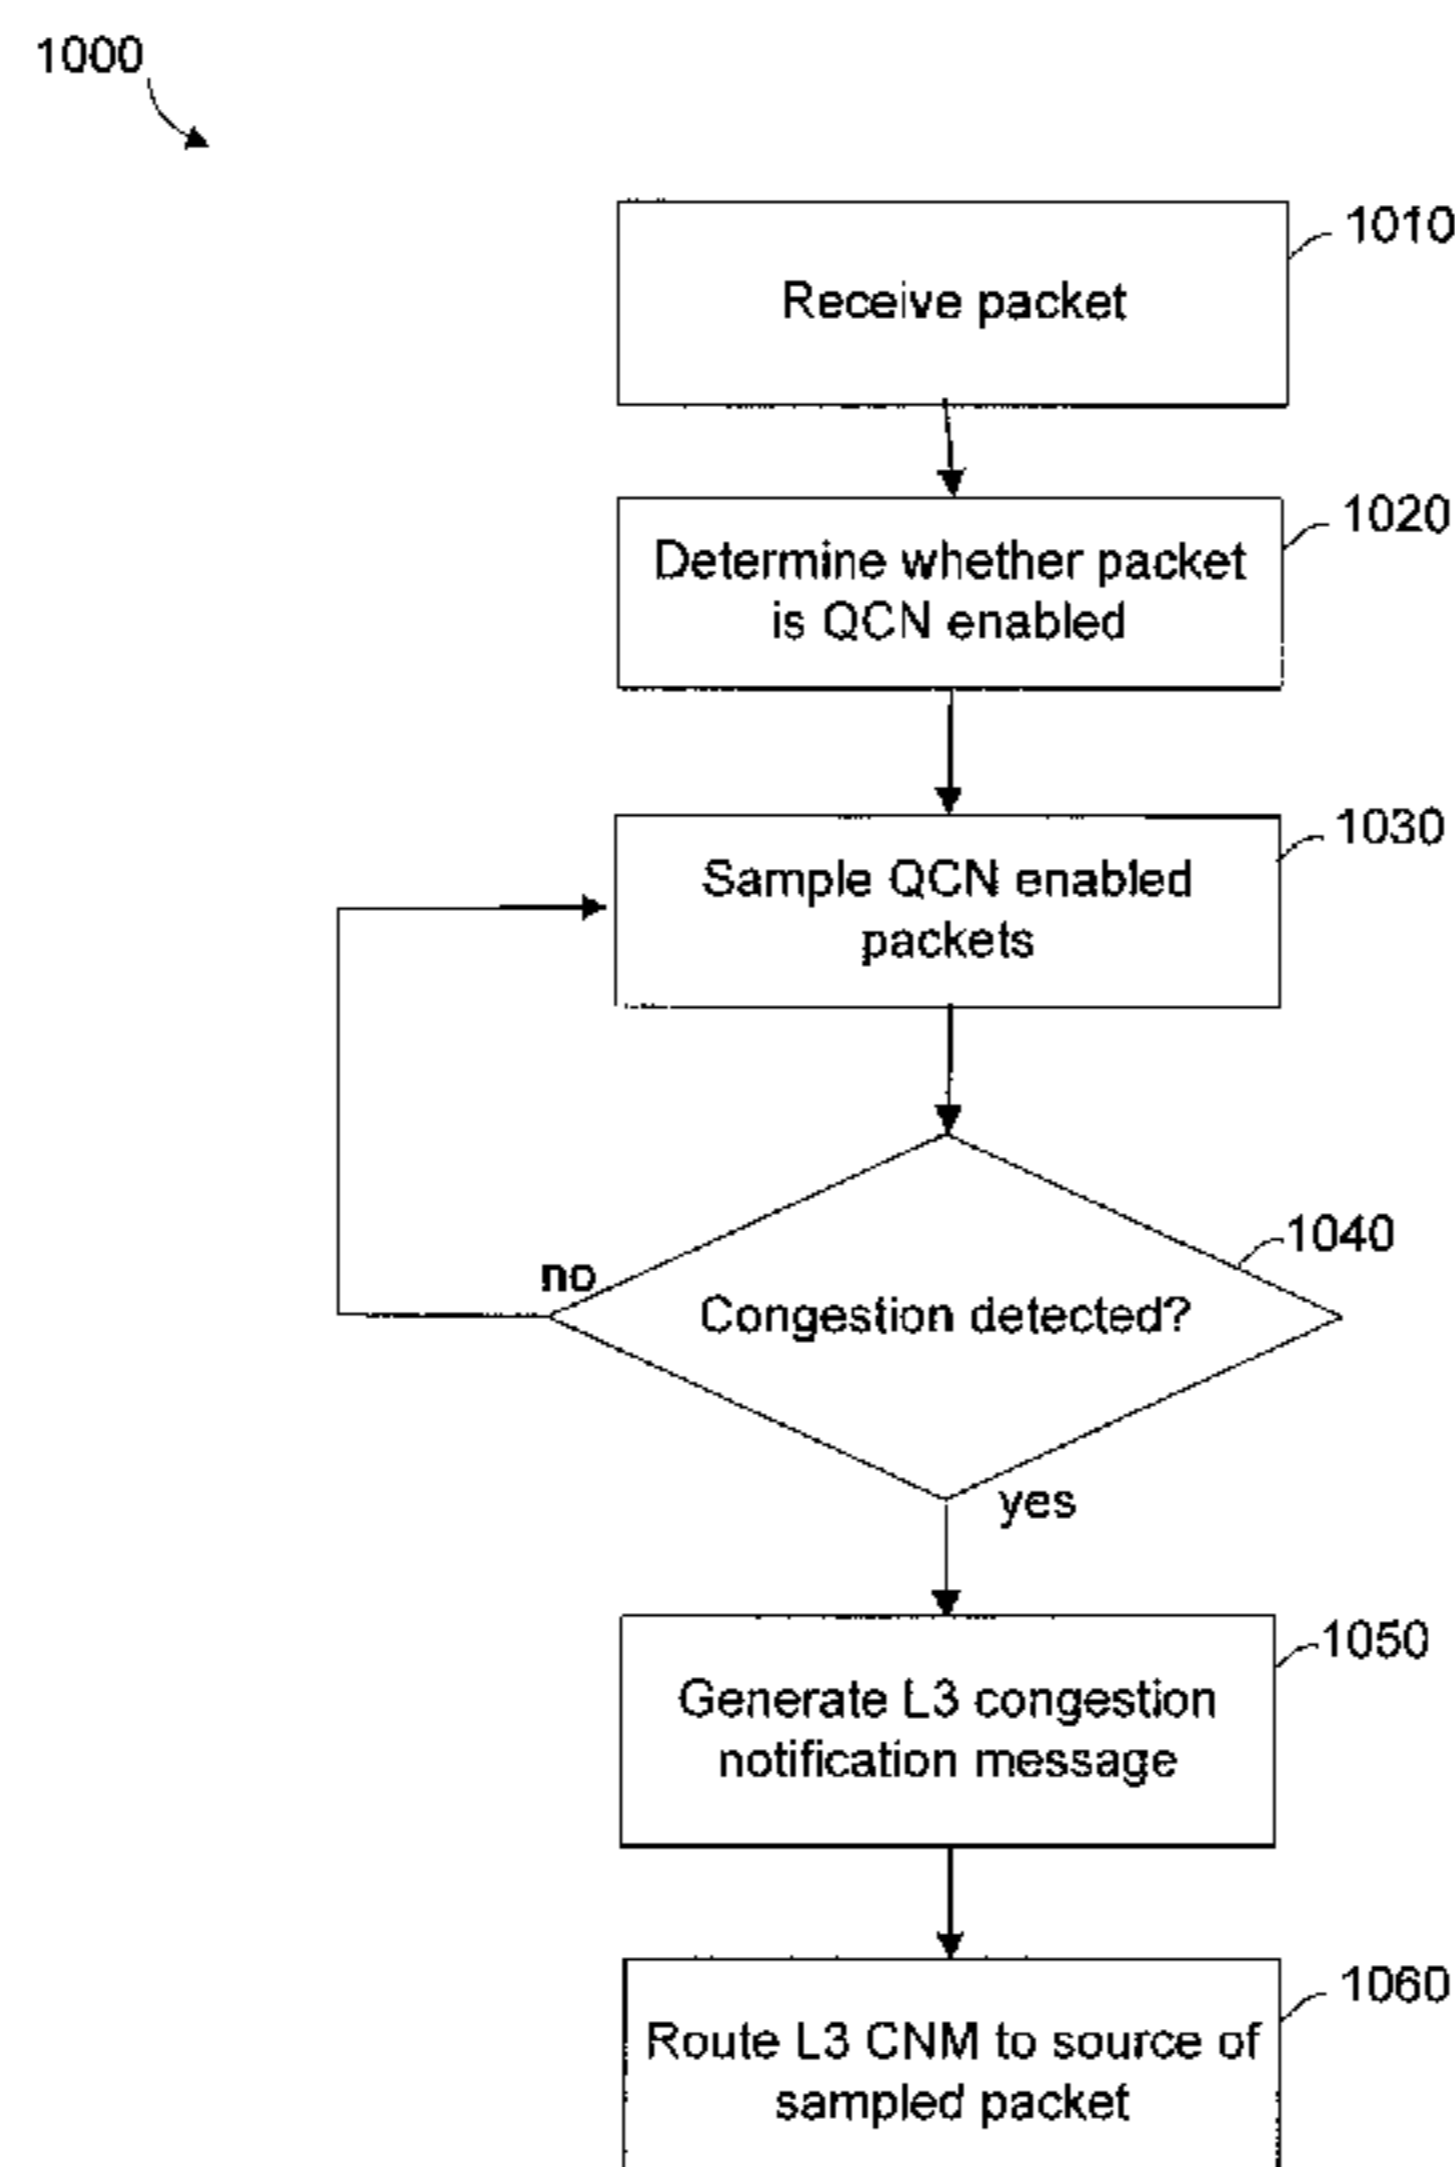 1000
1010
Receive packet
1020
Determine whether packet
is QCN enabled
1030
Sample QCN enabled
packets
1040
no
Congestion detected?
yes
1050
Generate L3 congestion
notification message
1060
Route L3 CNM to source of
sampled packet